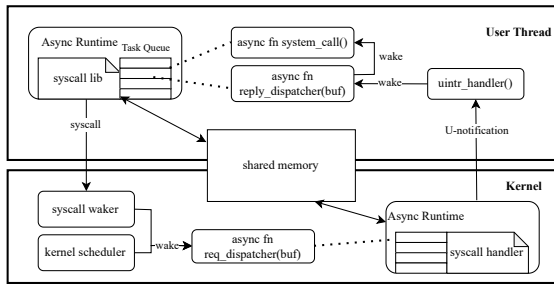 User Thread
Async Runtime
Task Queue
syscall lib
async fn system_call()
wake
async fn
reply_dispatcher(buf)
wake
uintr_handler()
syscall
U-notification
shared memory
Kernel
syscall waker
kernel scheduler
wake
async fn
req_dispatcher(buf)
Async Runtime
syscall handler